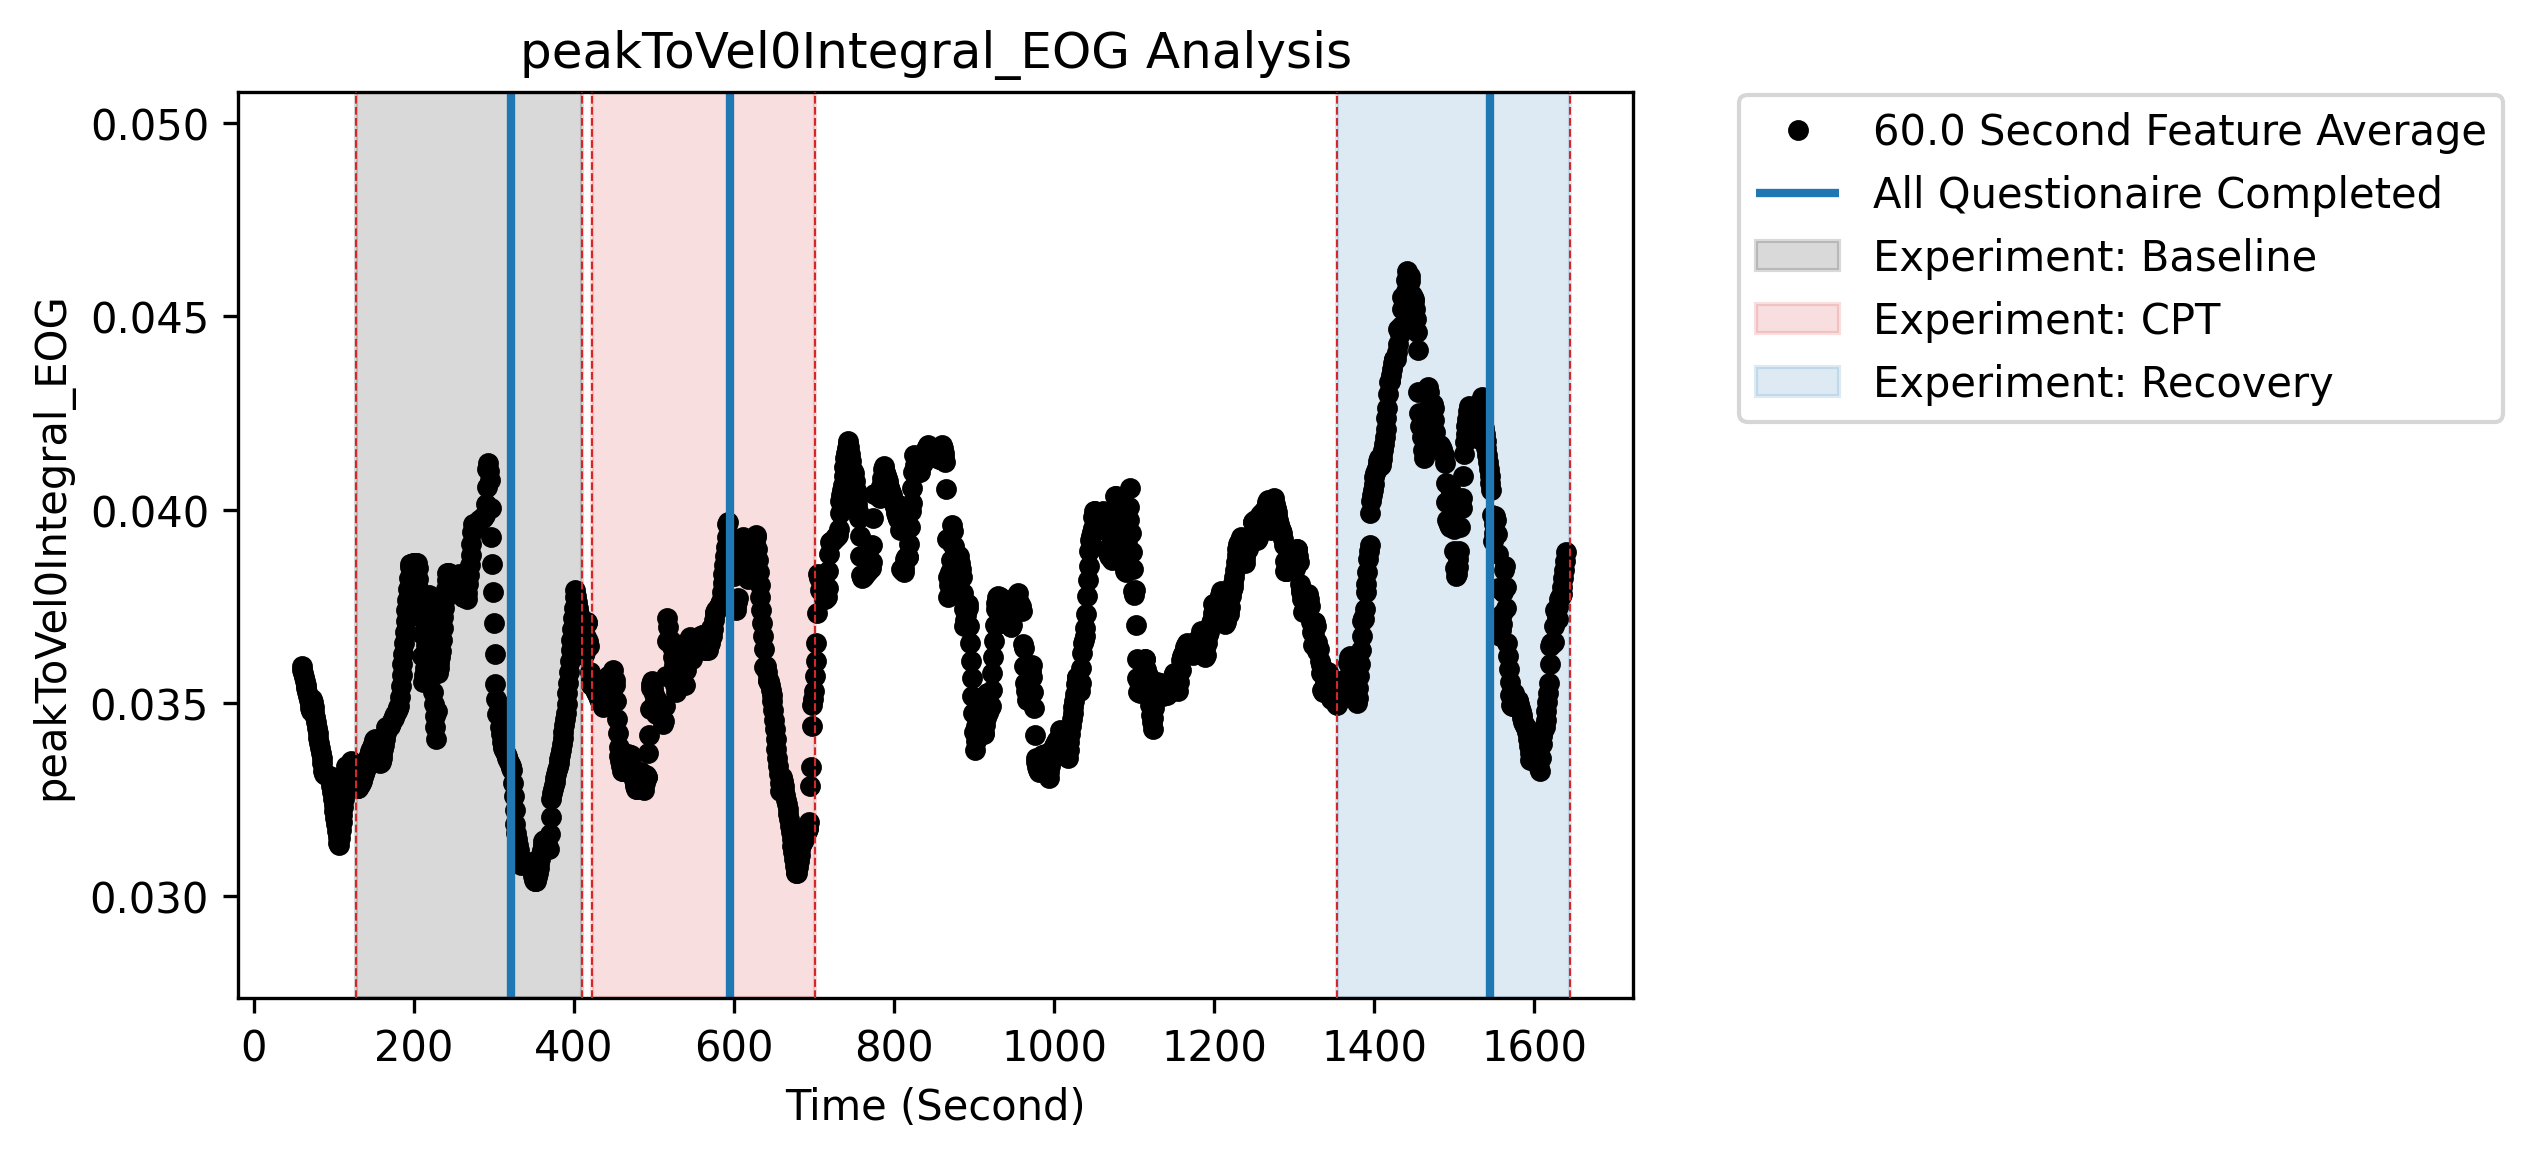 peakToVel0Integral_EOG Analysis
peakToVel0Integral_EOG
0.050
0.045
0.040
0.035
0.030
0 200 400 600 800 1000 1200 1400 1600
Time (Second)
60.0 Second Feature Average
All Questionaire Completed
Experiment: Baseline
Experiment: CPT
Experiment: Recovery